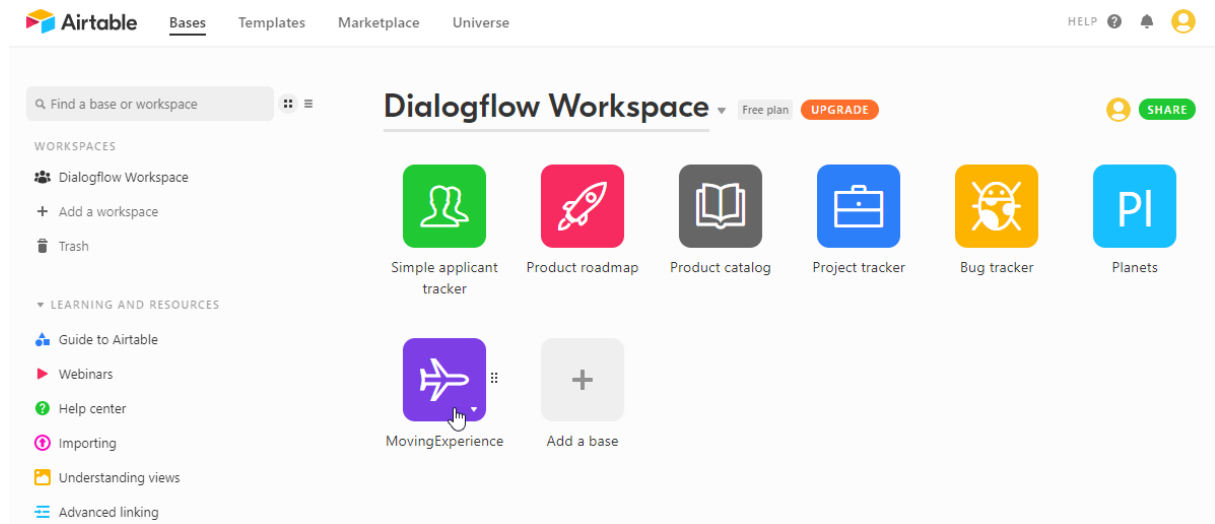 Airtable
Bases
Templates
Marketplace
Universe
HELP
Find a base or workspace
WORKSPACES
Dialogflow Workspace
Add a workspace
Trash
LEARNING AND RESOURCES
Guide to Airtable
Webinars
Help center
Importing
Understanding views
Advanced linking
Dialogflow Workspace
Free plan
UPGRADE
SHARE
Simple applicant
tracker
Product roadmap
Product catalog
Project tracker
Bug tracker
Pl
Planets
MovingExperience
Add a base